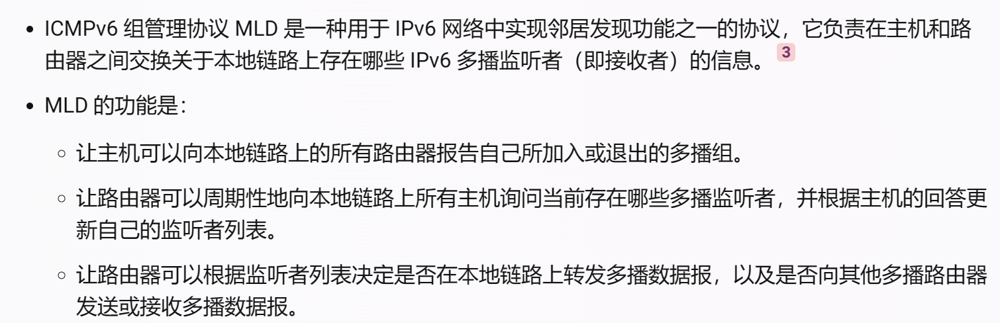 • ICMPv6 组管理协议 MLD 是一种用于 IPv6 网络中实现邻居发现功能之一的协议，它负责在主机和路
由器之间交换关于本地链路上存在哪些 IPv6 多播监听者（即接收者）的信息。 3
• MLD 的功能是：
◦ 让主机可以向本地链路上的所有路由器报告自己所加入或退出的多播组。
◦ 让路由器可以周期性地向本地链路上所有主机询问当前存在哪些多播监听者，并根据主机的回答更
新自己的监听者列表。
◦ 让路由器可以根据监听者列表决定是否在本地链路上转发多播数据报，以及是否向其他多播路由器
发送或接收多播数据报。